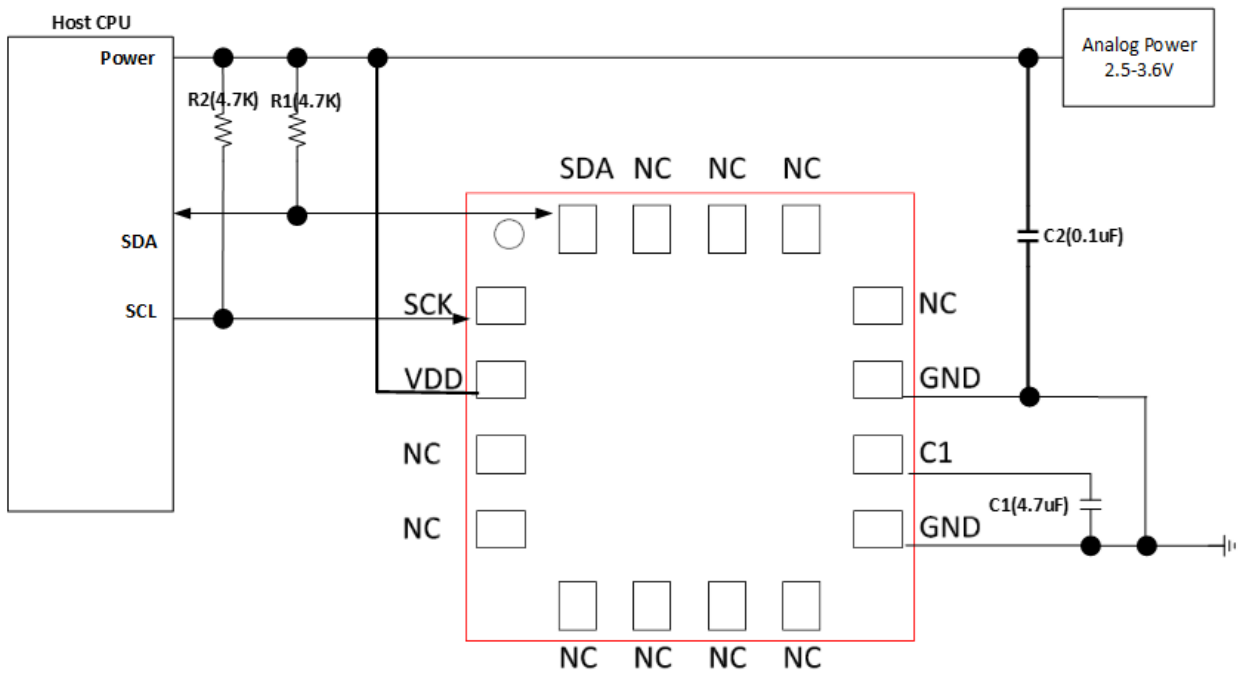 Host CPU
Power
Analog Power
2.5-3.6V
R2(4.7K)
R1(4.7K)
SDA
NC
NC
NC
SDA
C2(0.1uF)
SCL
SCK
NC
VDD
GND
NC
C1
C1(4.7uF)
NC
GND
NC
NC
NC
NC